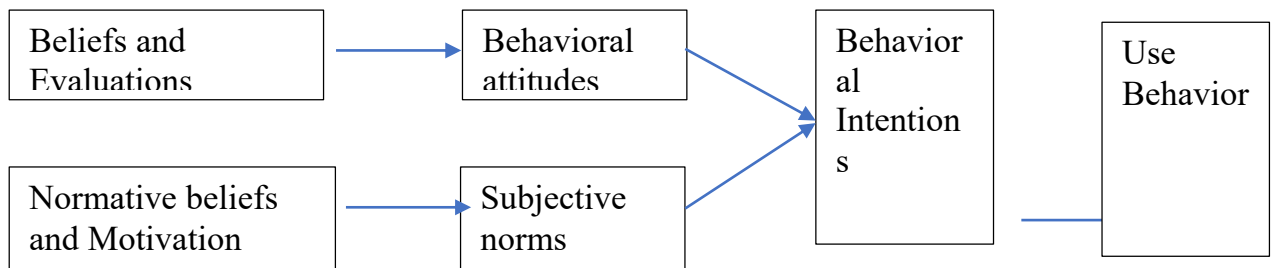 Beliefs and
Evaluations
Behavioral
attitudes
Behavior
al
Intention
s
Use
Behavior
Normative beliefs
and Motivation
Subjective
norms